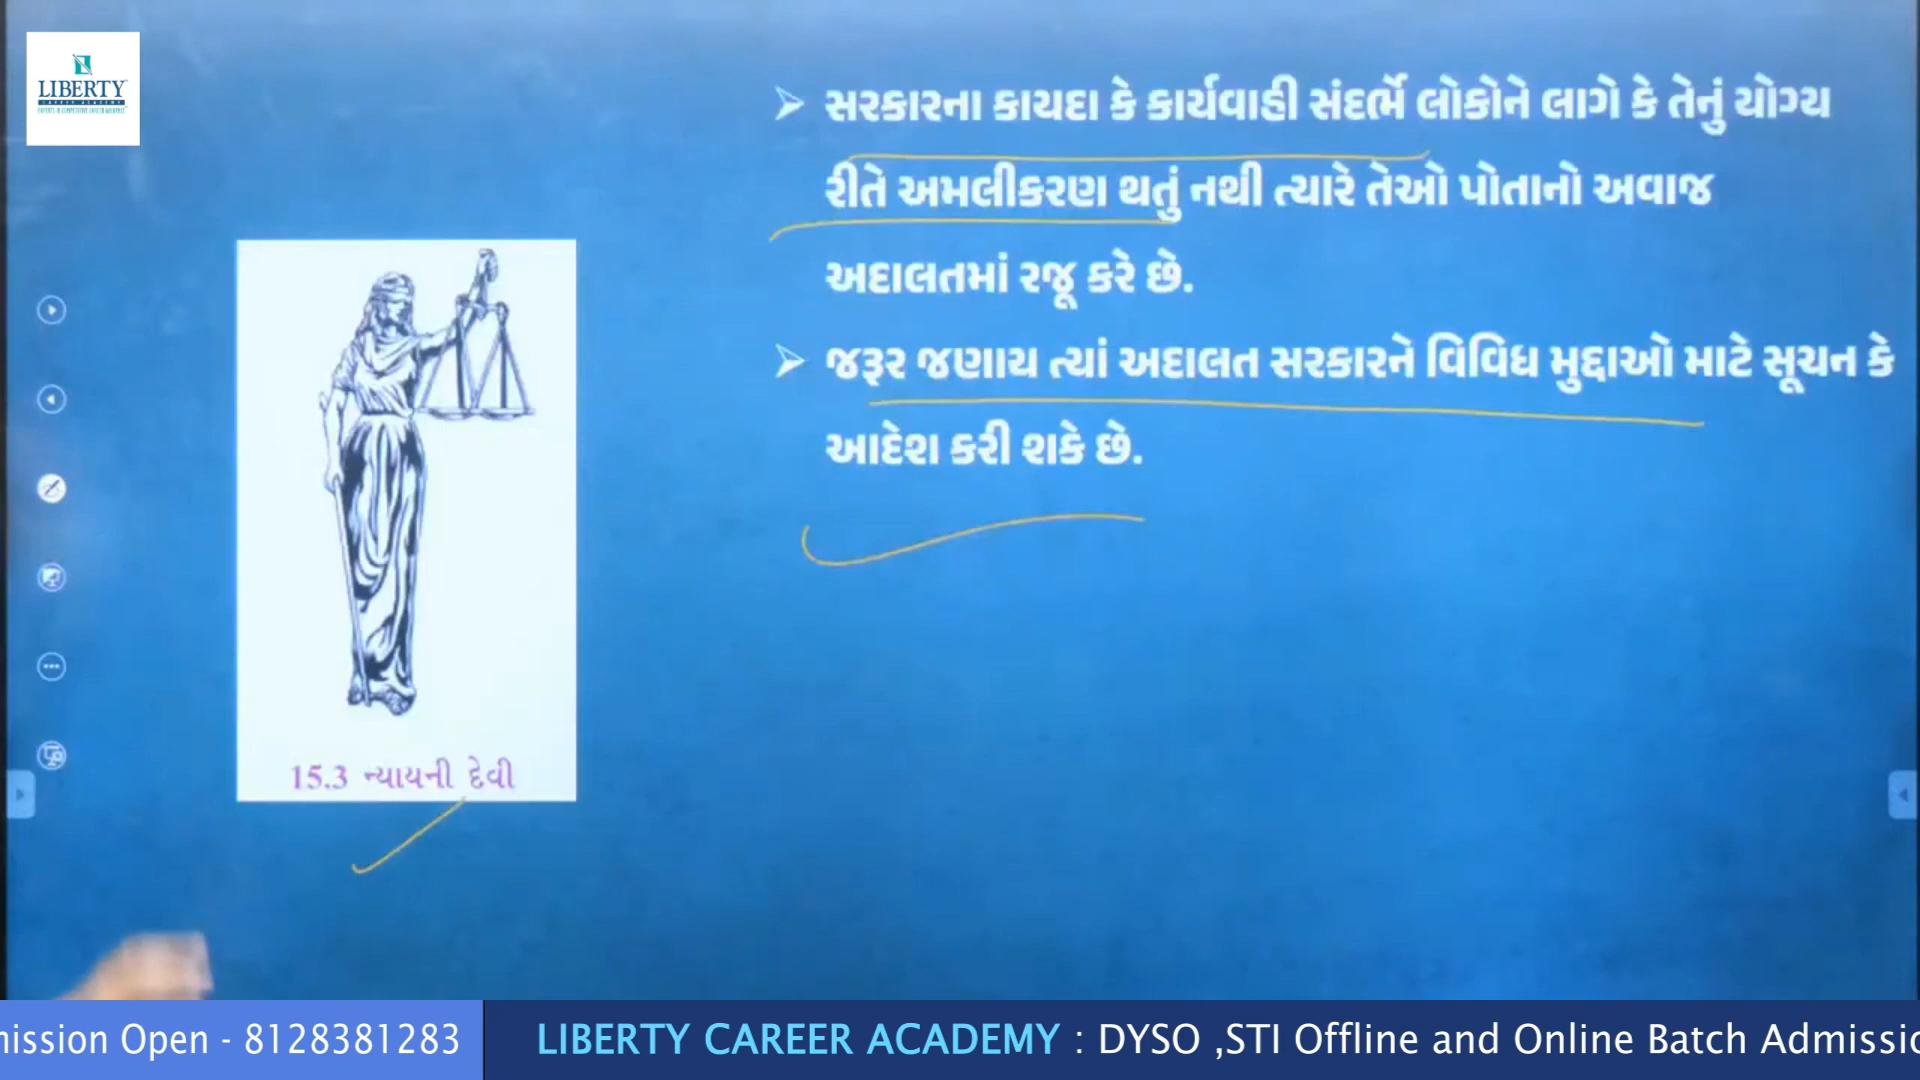 LIBERTY
સરકારના કાયદા કે કાર્યવાહી સંદર્ભે લોકોને લાગે કે તેનું યોગ્ય
રીતે અમલીકરણ થતું નથી ત્યારે તેઓ પોતાનો અવાજ
અદાલતમાં રજૂ કરે છે.
જરૂર જણાય ત્યાં અદાલત સરકારને વિવિધ મુદ્દાઓ માટે સૂચન કે
આદેશ કરી શકે છે.
15.3 ન્યાયની દેવી
mission Open - 8128381283
LIBERTY CAREER ACADEMY : DYSO ,STI Offline and Online Batch Admissio